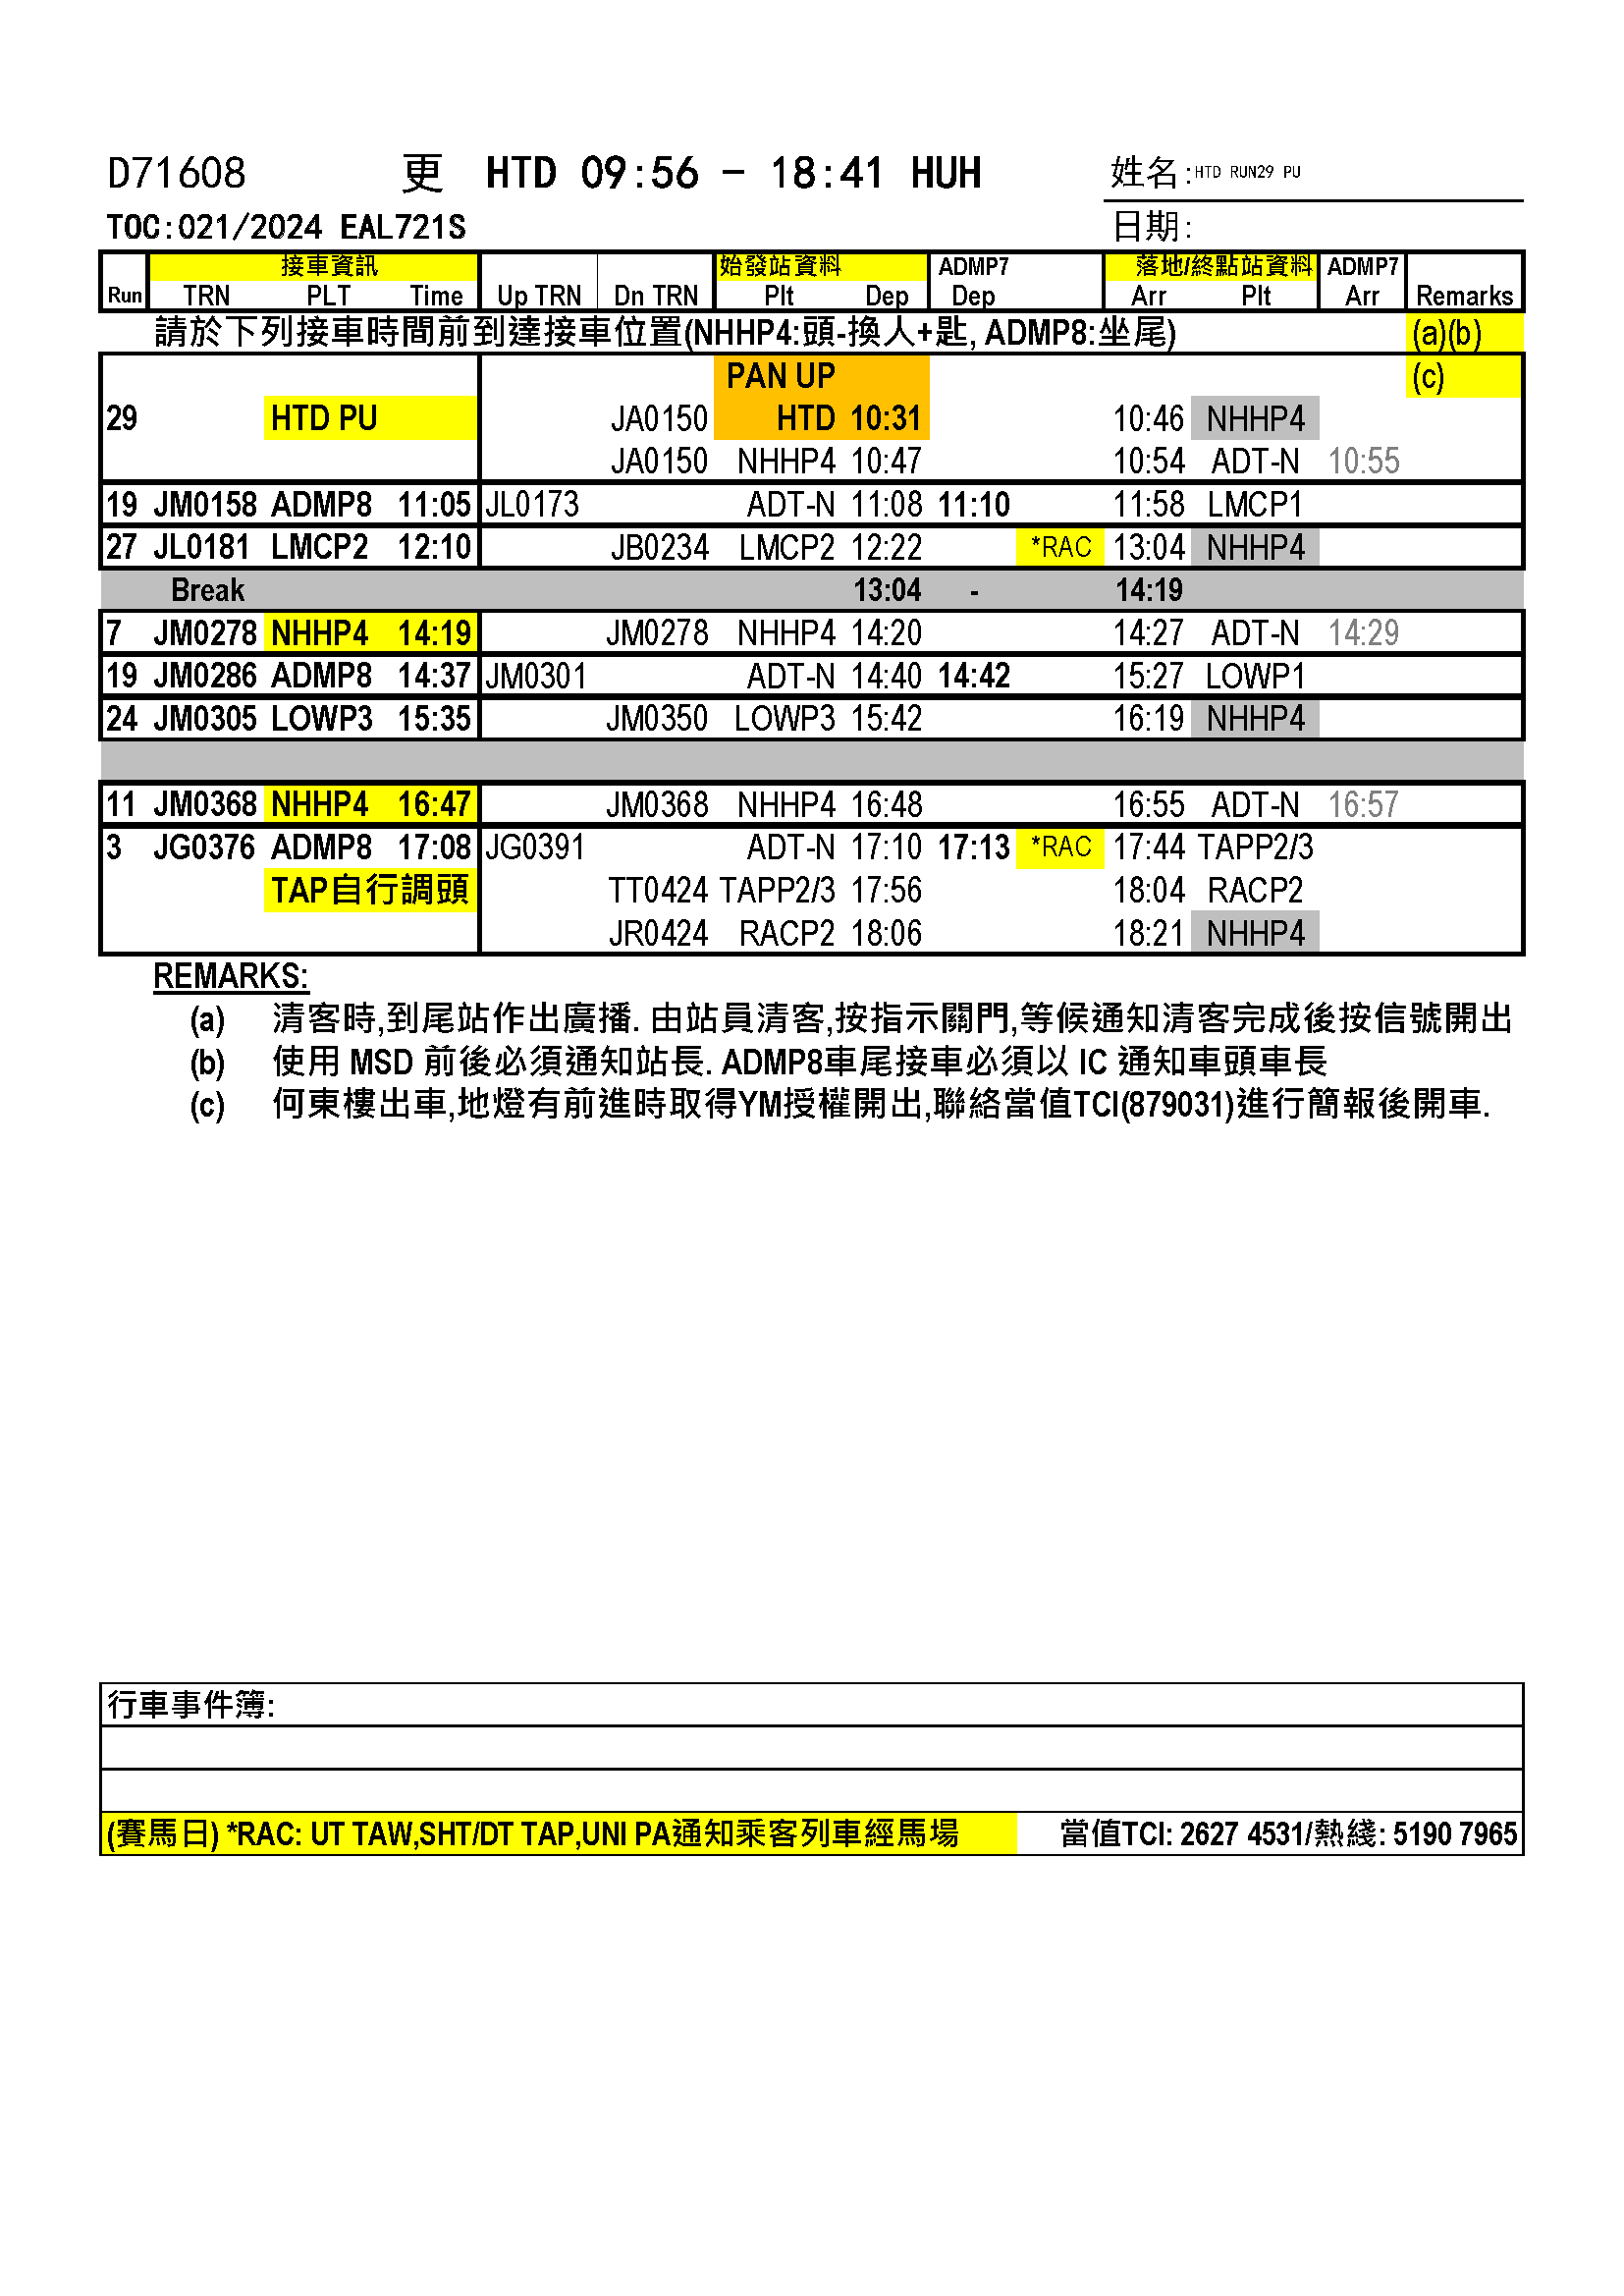 D71608 更 HTD 09:56 - 18:41 HUH 姓名:HTD RUN29 PU
TOC:021/2024 EAL721S 日期:
接車資訊 始發站資料 ADMP7 落地/終點站資料 ADMP7
Run TRN PLT Time Up TRN Dn TRN Plt Dep Dep Arr Plt Arr Remarks
請於下列接車時間前到達接車位置(NHHP4:頭-換人+匙, ADMP8:坐尾) (a)(b)
PAN UP (c)
29 HTD PU JA0150 HTD 10:31 10:46 NHHP4
JA0150 NHHP4 10:47 10:54 ADT-N 10:55
19 JM0158 ADMP8 11:05 JL0173 ADT-N 11:08 11:10 11:58 LMCP1
27 JL0181 LMCP2 12:10 JB0234 LMCP2 12:22 *RAC 13:04 NHHP4
Break 13:04 - 14:19
7 JM0278 NHHP4 14:19 JM0278 NHHP4 14:20 14:27 ADT-N 14:29
19 JM0286 ADMP8 14:37 JM0301 ADT-N 14:40 14:42 15:27 LOWP1
24 JM0305 LOWP3 15:35 JM0350 LOWP3 15:42 16:19 NHHP4
11 JM0368 NHHP4 16:47 JM0368 NHHP4 16:48 16:55 ADT-N 16:57
3 JG0376 ADMP8 17:08 JG0391 ADT-N 17:10 17:13 *RAC 17:44 TAPP2/3
TAP自行調頭 TT0424 TAPP2/3 17:56 18:04 RACP2
JR0424 RACP2 18:06 18:21 NHHP4
REMARKS:
(a) 清客時,到尾站作出廣播. 由站員清客,按指示關門,等候通知清客完成後按信號開出
(b) 使用 MSD 前後必須通知站長. ADMP8車尾接車必須以 IC 通知車頭車長
(c) 何東樓出車,地燈有前進時取得YM授權開出,聯絡當值TCI(879031)進行簡報後開車.
行車事件簿:
(賽馬日) *RAC: UT TAW,SHT/DT TAP,UNI PA通知乘客列車經馬場 當值TCI: 2627 4531/熱綫: 5190 7965